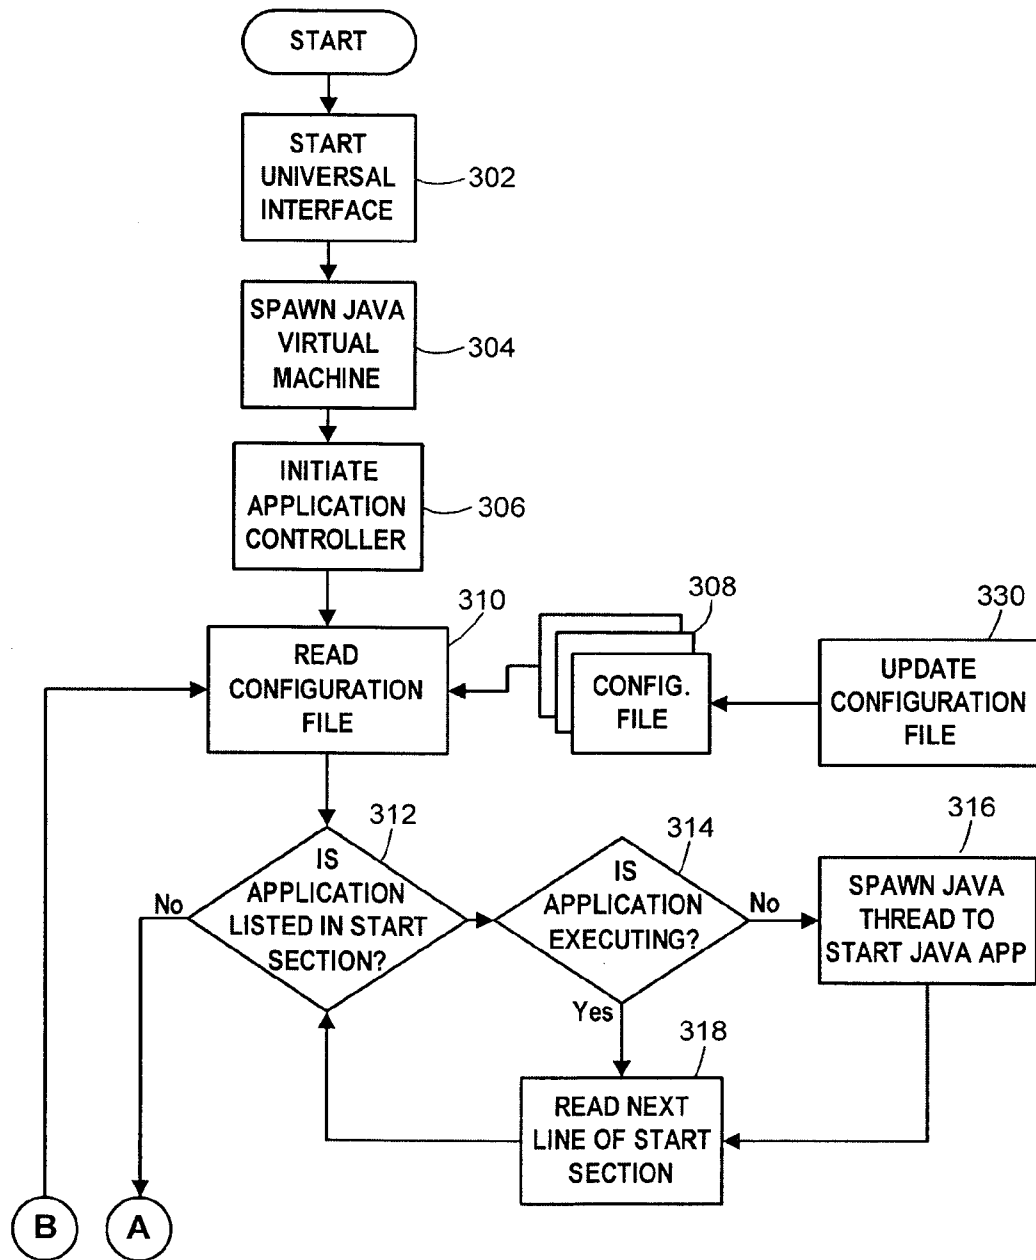 START
START
UNIVERSAL
INTERFACE
302
SPAWN JAVA
VIRTUAL
MACHINE
304
INITIATE
APPLICATION
CONTROLLER
306
310
READ
CONFIGURATION
FILE
308
CONFIG.
FILE
330
UPDATE
CONFIGURATION
FILE
312
IS
APPLICATION
LISTED IN START
SECTION?
No
314
IS
APPLICATION
EXECUTING?
No
Yes
316
SPAWN JAVA
THREAD TO
START JAVA APP
318
READ NEXT
LINE OF START
SECTION
B
A